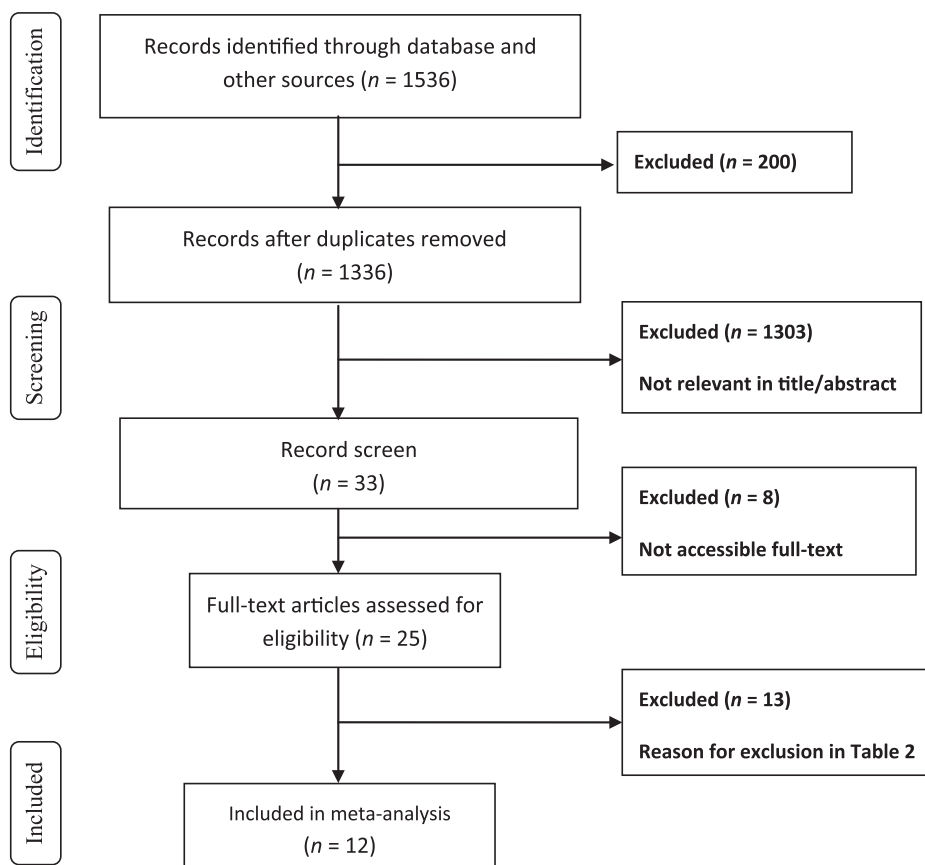 Identification
Records identified through database and
other sources (n = 1536)
Excluded (n = 200)
Records after duplicates removed
(n = 1336)
Screening
Excluded (n = 1303)
Not relevant in title/abstract
Record screen
(n = 33)
Excluded (n = 8)
Not accessible full-text
Eligibility
Full-text articles assessed for
eligibility (n = 25)
Excluded (n = 13)
Reason for exclusion in Table 2
Included
Included in meta-analysis
(n = 12)